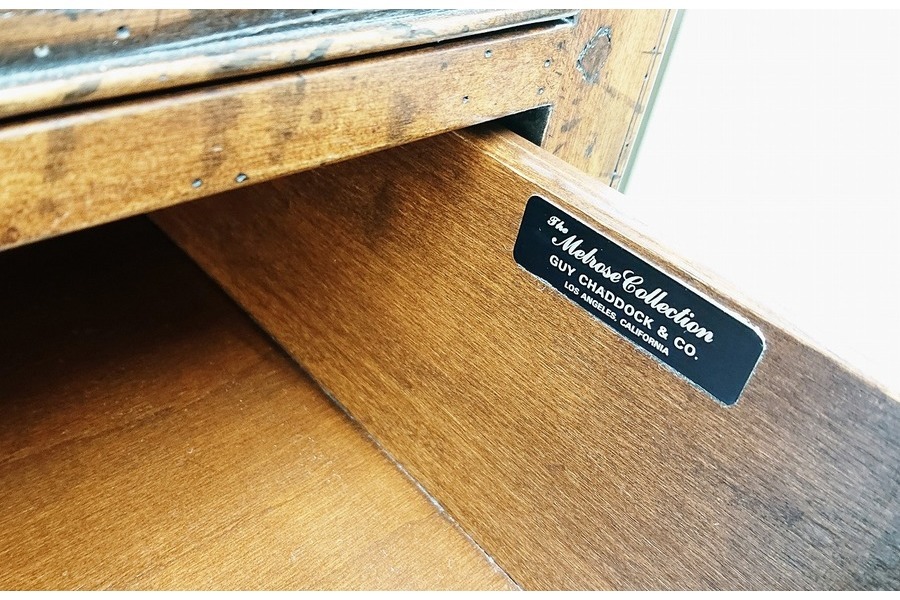 The
Melrose Collection
GUY CHADDOCK & CO.
LOS ANGELES, CALIFORNIA